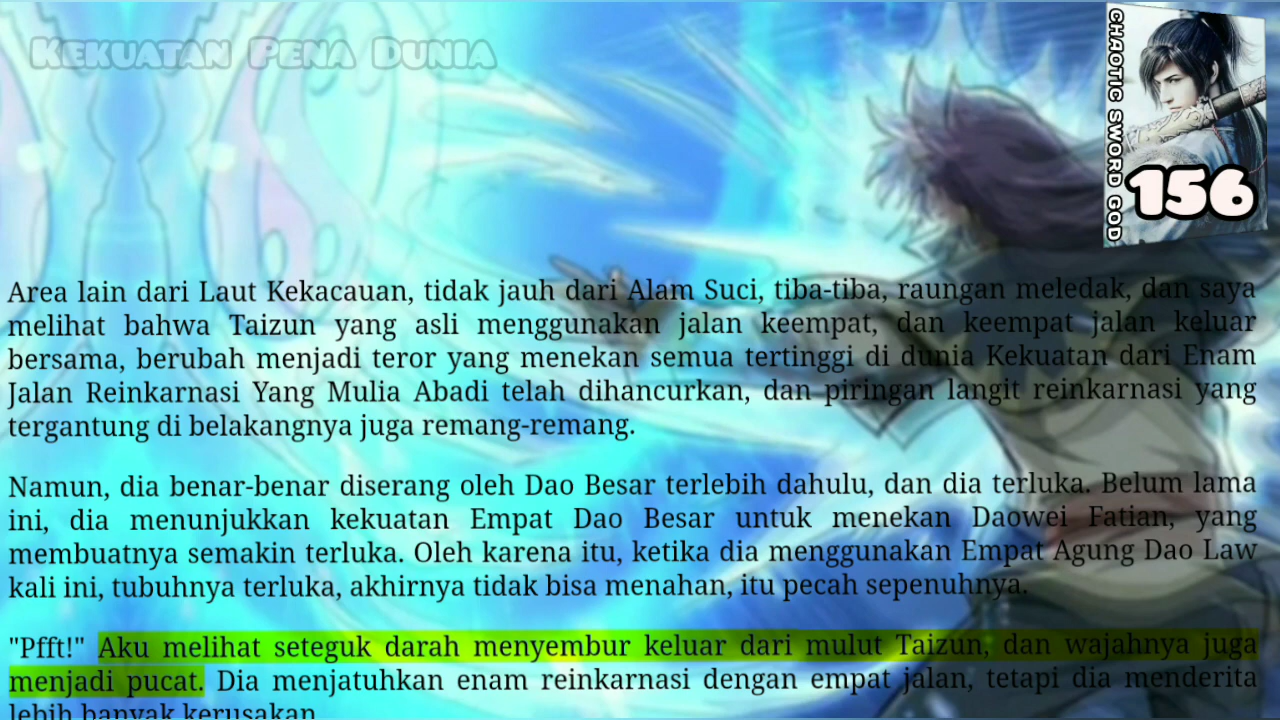 Kekuatan Pena Dunia
CHAOTIC SWORD GOD
156
Area lain dari Laut Kekacauan, tidak jauh dari Alam Suci, tiba-tiba, raungan meledak, dan saya
melihat bahwa Taizun yang asli menggunakan jalan keempat, dan keempat jalan keluar
bersama, berubah menjadi teror yang menekan semua tertinggi di dunia Kekuatan dari Enam
Jalan Reinkarnasi Yang Mulia Abadi telah dihancurkan, dan piringan langit reinkarnasi yang
tergantung di belakangnya juga remang-remang.
Namun, dia benar-benar diserang oleh Dao Besar terlebih dahulu, dan dia terluka. Belum lama
ini, dia menunjukkan kekuatan Empat Dao Besar untuk menekan Daowei Fatian, yang
membuatnya semakin terluka. Oleh karena itu, ketika dia menggunakan Empat Agung Dao Law
kali ini, tubuhnya terluka, akhirnya tidak bisa menahan, itu pecah sepenuhnya.
"Pfft!" Aku melihat seteguk darah menyembur keluar dari mulut Taizun, dan wajahnya juga
menjadi pucat. Dia menjatuhkan enam reinkarnasi dengan empat jalan, tetapi dia menderita
lebih banyak kerusakan